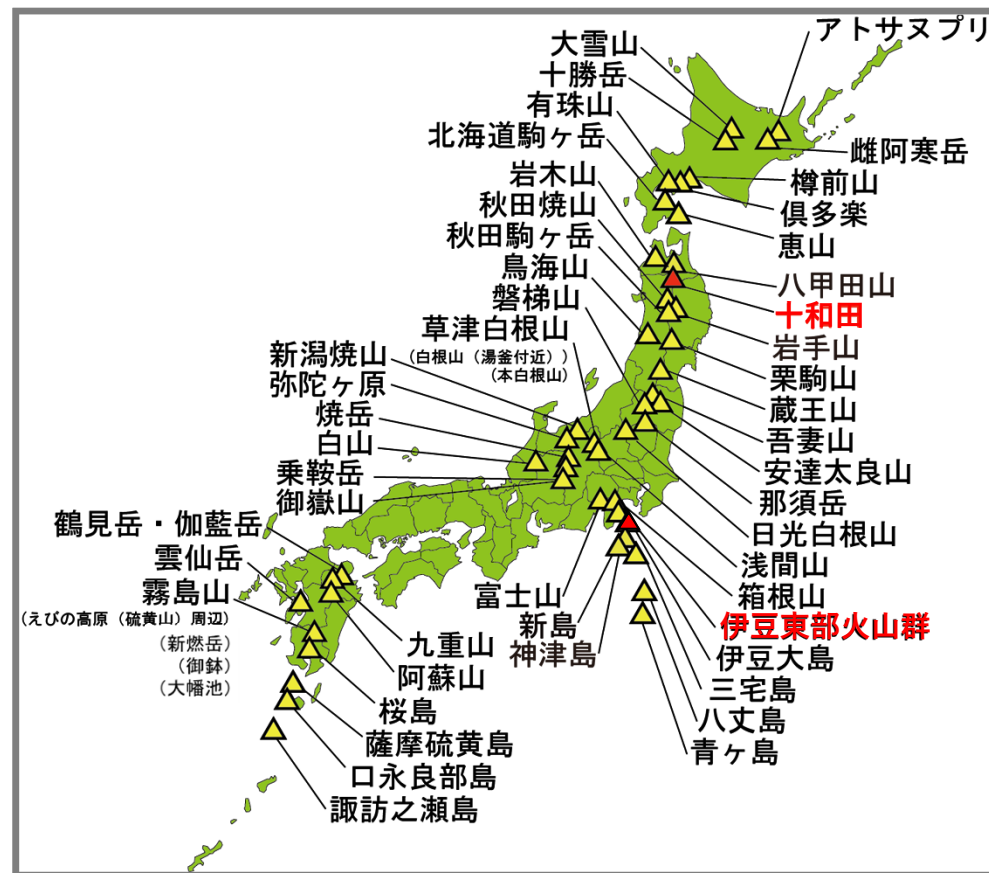 アトサヌプリ
大雪山
十勝岳
有珠山
北海道駒ヶ岳
岩木山
秋田焼山
秋田駒ヶ岳
鳥海山
磐梯山
草津白根山
（白根山（湯釜付近））
（本白根山）
新潟焼山
弥陀ヶ原
焼岳
白山
乗鞍岳
御嶽山
雌阿寒岳
樽前山
倶多楽
恵山
八甲田山
十和田
岩手山
栗駒山
蔵王山
吾妻山
安達太良山
那須岳
日光白根山
浅間山
箱根山
伊豆東部火山群
伊豆大島
三宅島
八丈島
青ヶ島
富士山
新島
神津島
鶴見岳・伽藍岳
雲仙岳
霧島山
（えびの高原（硫黄山）周辺）
（新燃岳）
（御鉢）
（大幡池）
九重山
阿蘇山
桜島
薩摩硫黄島
口永良部島
諏訪之瀬島